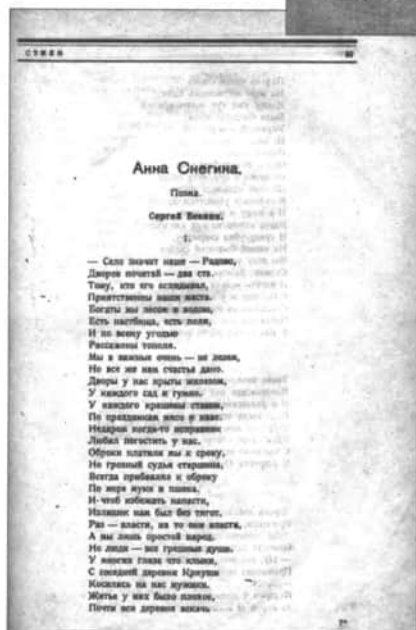 СТИХИ
Анна Снегина.
Поэма.
Сергей Есенин.
1.
— Село значит наше — Радово,
Дворов почитай — два ста.
Тому, кто его оглядывал,
Приятственны наши места.
Богаты мы лесом и водью,
Есть пастбища, есть поля,
И по всему угодью
Рассажены тополя.
Мы в важные очень — не лезем,
Но все же нам счастье дано.
Дворы у нас крыты железом,
У каждого сад и гумно.
У каждого крашены ставни,
По праздникам мясо и квас.
Недаром когда-то исправник
Любил погостить у нас.
Оброки платили мы к сроку,
Но грозный судья старшина,
Всегда прибавлял к оброку
По мере муки и пшена.
И чтоб избежать напасти,
Излишек нам был без тягот,
Раз — власти, на то они власти,
А мы лишь простой народ.
Но люди — все грешные души.
У многих глаза что клыки,
С соседней деревни Криуши
Косились на нас мужики.
Житье у них было плохое,
Почти вся деревня вскачь